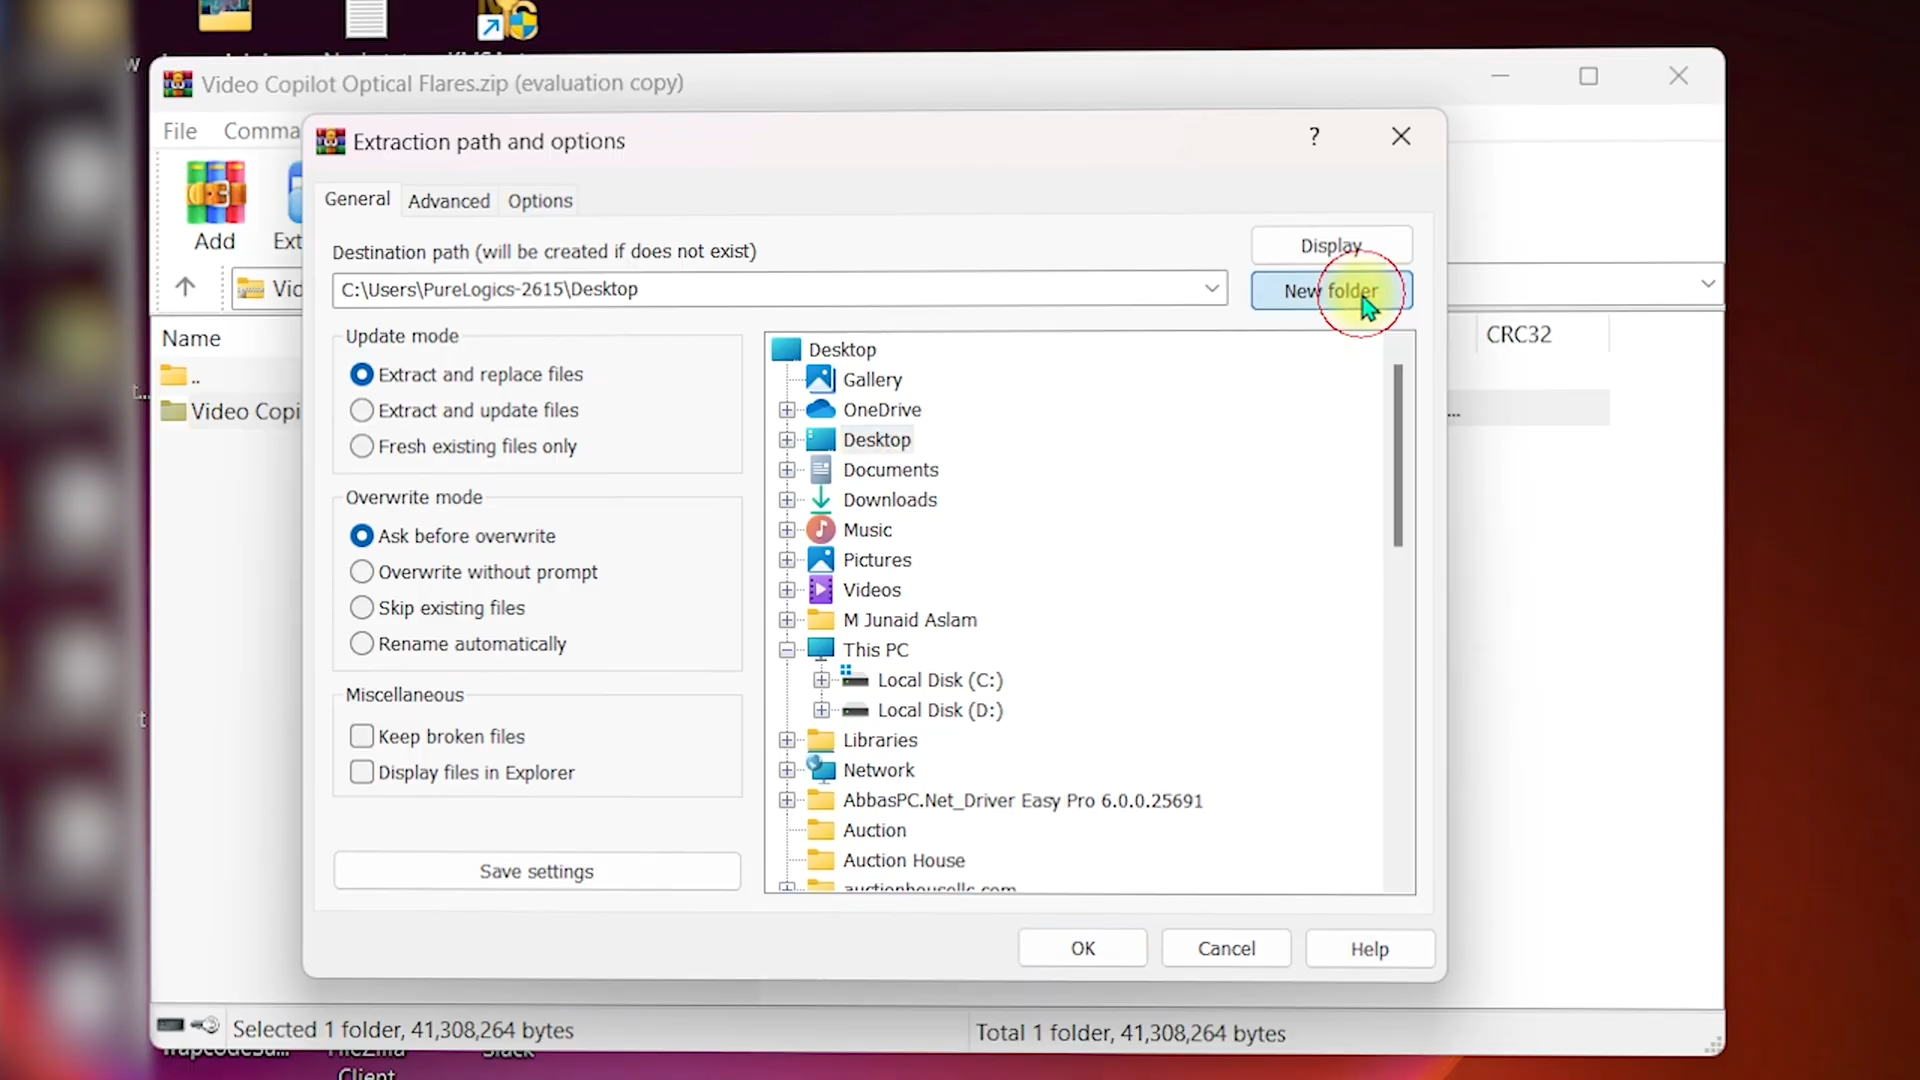 Video Copilot Optical Flares.zip (evaluation copy)
File Comma
Extraction path and options
?
General Advanced Options
Add
Ext
Destination path (will be created if does not exist)
Display
C:\Users\PureLogics-2615\Desktop
New folder
Vid
Name
CRC32
..
Video Copi
...
Update mode
Extract and replace files
Extract and update files
Fresh existing files only
Overwrite mode
Ask before overwrite
Overwrite without prompt
Skip existing files
Rename automatically
Miscellaneous
Keep broken files
Display files in Explorer
Save settings
Desktop
Gallery
OneDrive
Desktop
Documents
Downloads
Music
Pictures
Videos
M Junaid Aslam
This PC
Local Disk (C:)
Local Disk (D:)
Libraries
Network
AbbasPC.Net_Driver Easy Pro 6.0.0.25691
Auction
Auction House
auctionhousellc.com
OK
Cancel
Help
Selected 1 folder, 41,308,264 bytes
Total 1 folder, 41,308,264 bytes
FileZilla
Client
Slack